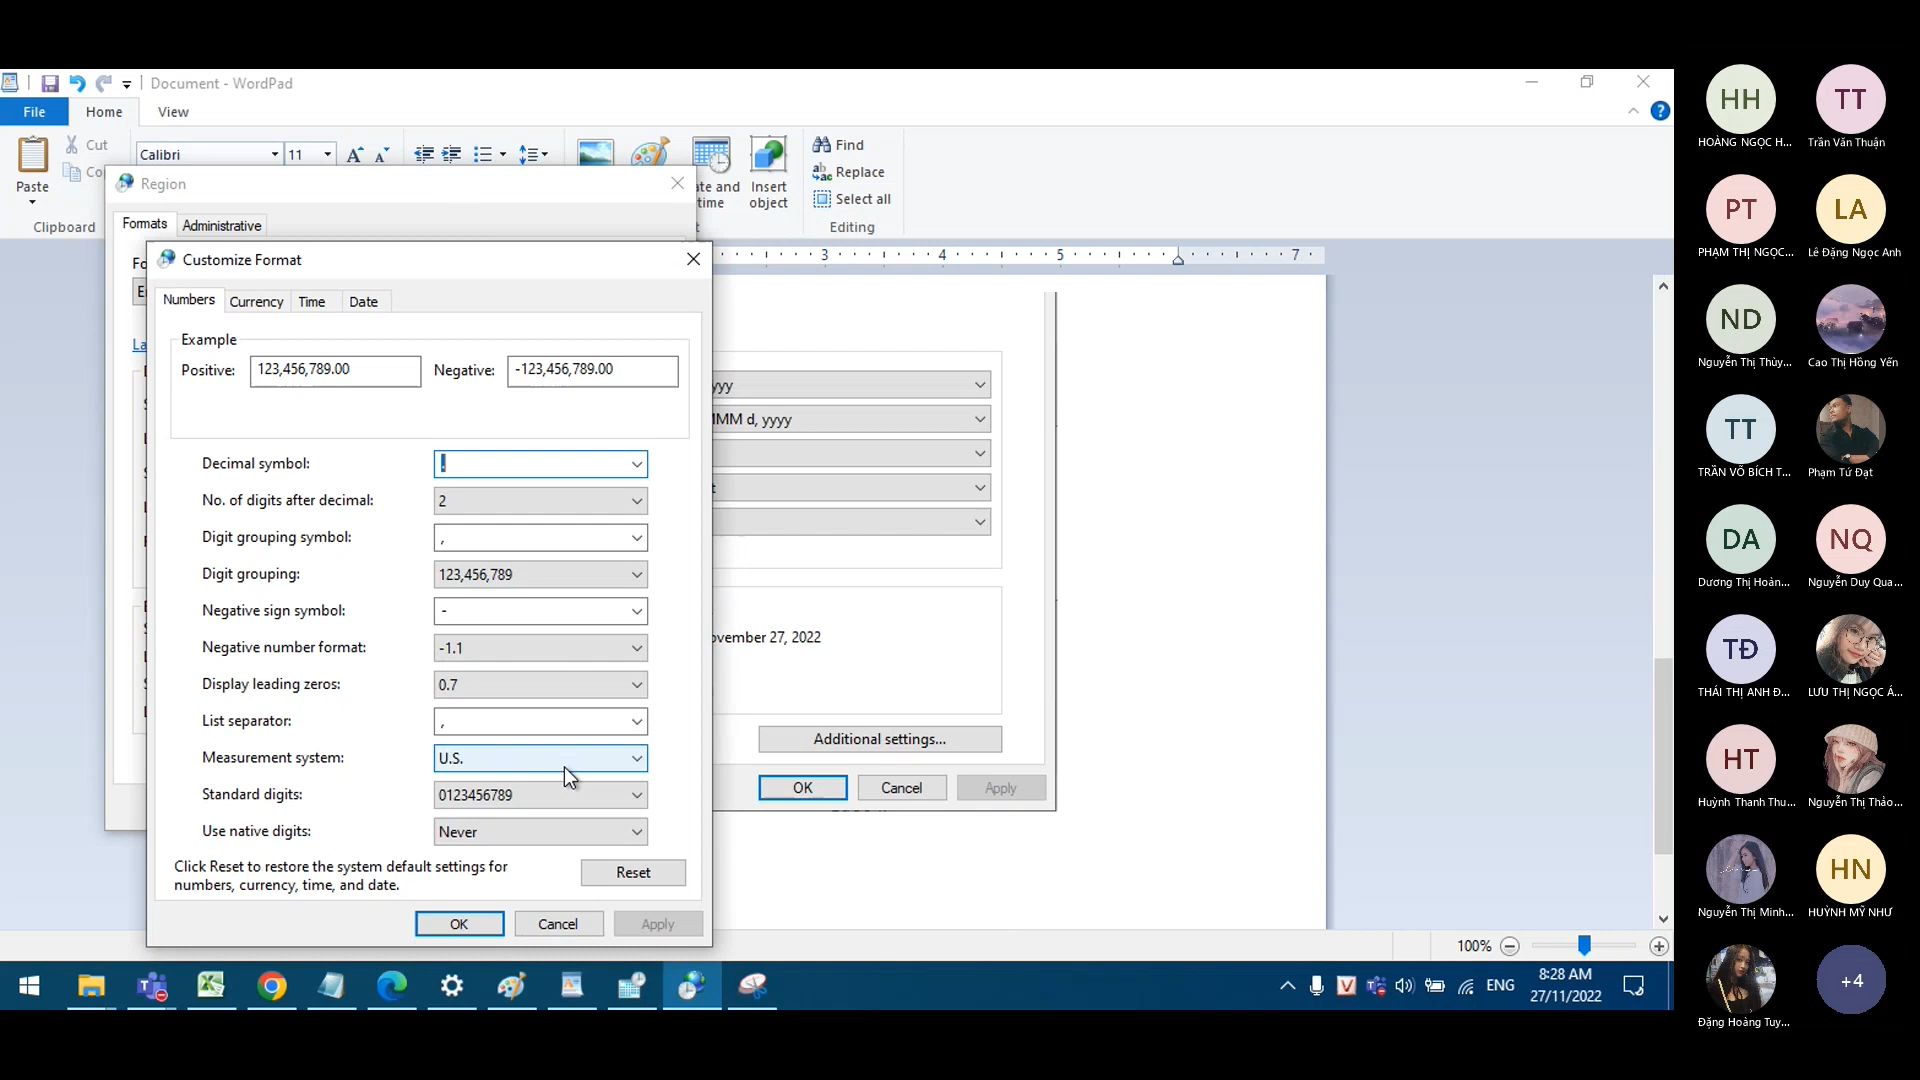 Document - WordPad
File
Home
View
Paste
Cut
Clipboard
Calibri
11
Insert
object
Find
Replace
Select all
Editing
Region
Formats
Administrative
Customize Format
Numbers
Currency
Time
Date
Example
Positive:
123,456,789.00
Negative:
-123,456,789.00
Decimal symbol:
.
No. of digits after decimal:
2
Digit grouping symbol:
,
Digit grouping:
123,456,789
Negative sign symbol:
-
Negative number format:
-1.1
Display leading zeros:
0.7
List separator:
,
Measurement system:
U.S.
Standard digits:
0123456789
Use native digits:
Never
Click Reset to restore the system default settings for
numbers, currency, time, and date.
Reset
OK
Cancel
Apply
3
4
5
7
d, yyyy
27, 2022
Additional settings...
OK
Cancel
Apply
100%
ENG
8:28 AM
27/11/2022
HH
HOÀNG NGỌC H...
TT
Trần Văn Thuận
PT
PHẠM THỊ NGỌC...
LA
Lê Đặng Ngọc Anh
ND
Nguyễn Thị Thùy...
Cao Thị Hồng Yến
TT
TRẦN VÕ BÍCH T...
Phạm Tứ Đạt
DA
Dương Thị Hoàn...
NQ
Nguyễn Duy Qua...
TĐ
THÁI THỊ ANH Đ...
LƯU THỊ NGỌC Á...
HT
Huỳnh Thanh Thu...
Nguyễn Thị Thảo...
Nguyễn Thị Minh...
HN
HUỲNH MỸ NHƯ
Đặng Hoàng Tuy...
+4